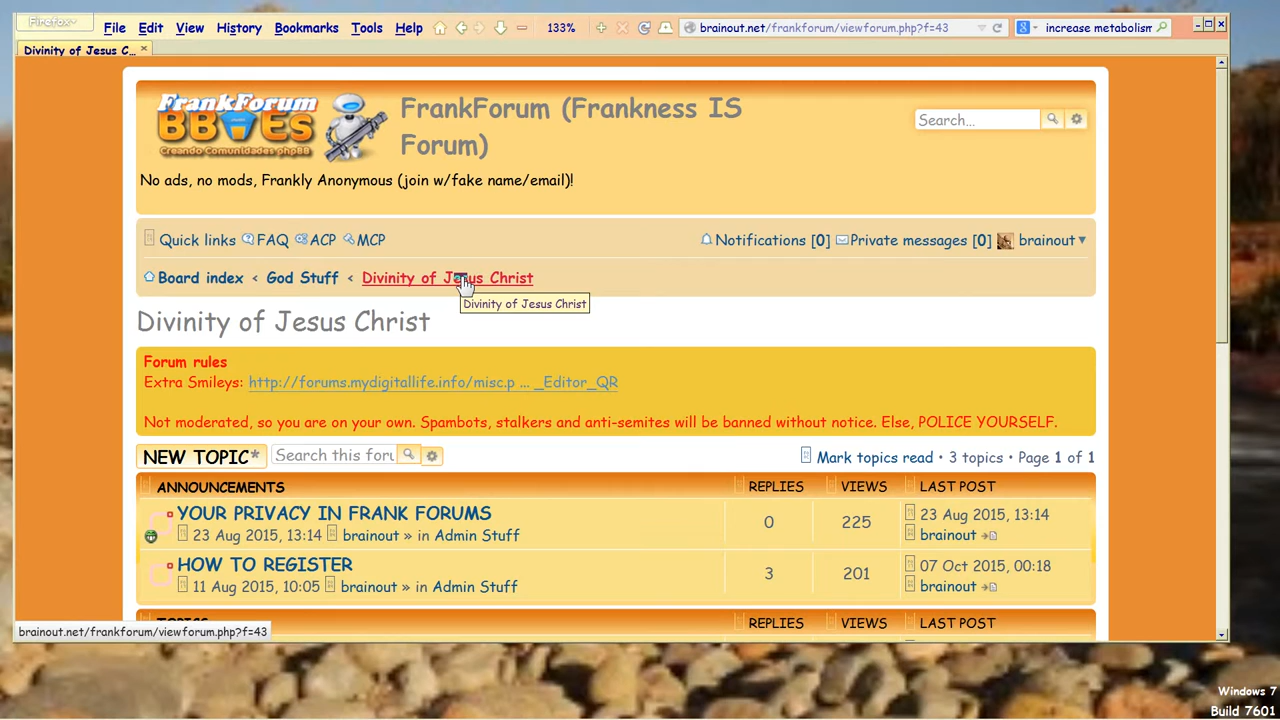 Firefox
File Edit View History Bookmarks Tools Help 133% brainout.net/frankforum/viewforum.php?f=43 increase metabolism
Divinity of Jesus C...
FrankForum
BB ES
Creando Comunidades phpBB
FrankForum (Frankness IS
Forum)
Search...
No ads, no mods, Frankly Anonymous (join w/fake name/email)!
Quick links FAQ ACP MCP Notifications [0] Private messages [0] brainout
Board index < God Stuff < Divinity of Jesus Christ
Divinity of Jesus Christ
Divinity of Jesus Christ
Forum rules
Extra Smileys: http://forums.mydigitallife.info/misc.p ... _Editor_QR
Not moderated, so you are on your own. Spambots, stalkers and anti-semites will be banned without notice. Else, POLICE YOURSELF.
NEW TOPIC* Search this foru Mark topics read • 3 topics • Page 1 of 1
ANNOUNCEMENTS REPLIES VIEWS LAST POST
YOUR PRIVACY IN FRANK FORUMS 0 225 23 Aug 2015, 13:14
23 Aug 2015, 13:14 brainout » in Admin Stuff brainout
HOW TO REGISTER 3 201 07 Oct 2015, 00:18
11 Aug 2015, 10:05 brainout » in Admin Stuff brainout
TOPICS REPLIES VIEWS LAST POST
brainout.net/frankforum/viewforum.php?f=43
Windows 7
Build 7601